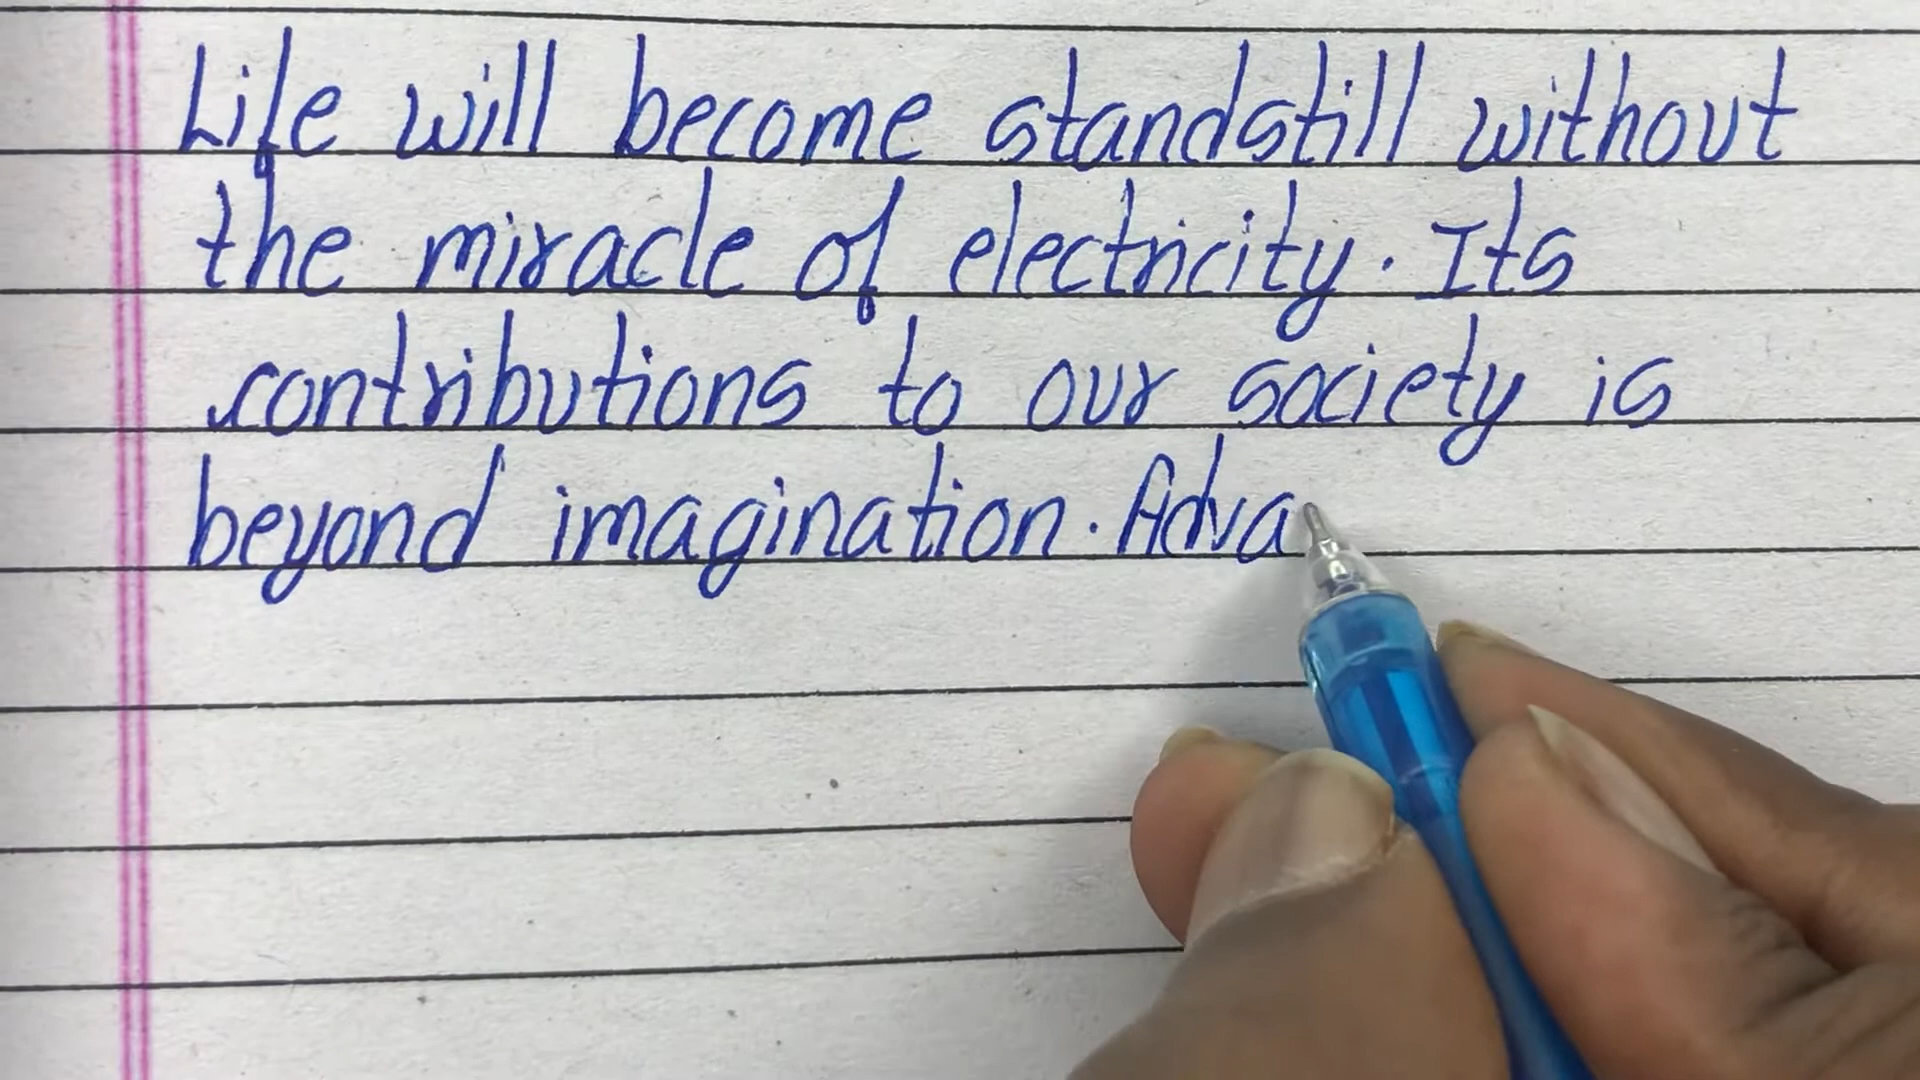 Life will become standstill without
the miracle of electricity. Its
contributions to our society is
beyond imagination. Adva